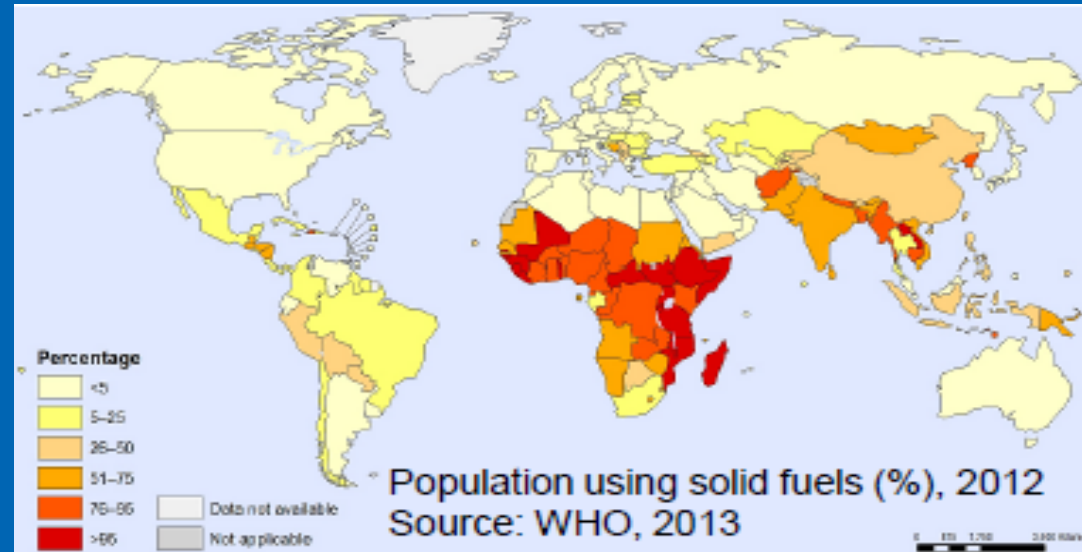 Percentage
<5
5–25
26–50
51–75
76–95
>95
Data not available
Not applicable
Population using solid fuels (%), 2012
Source: WHO, 2013